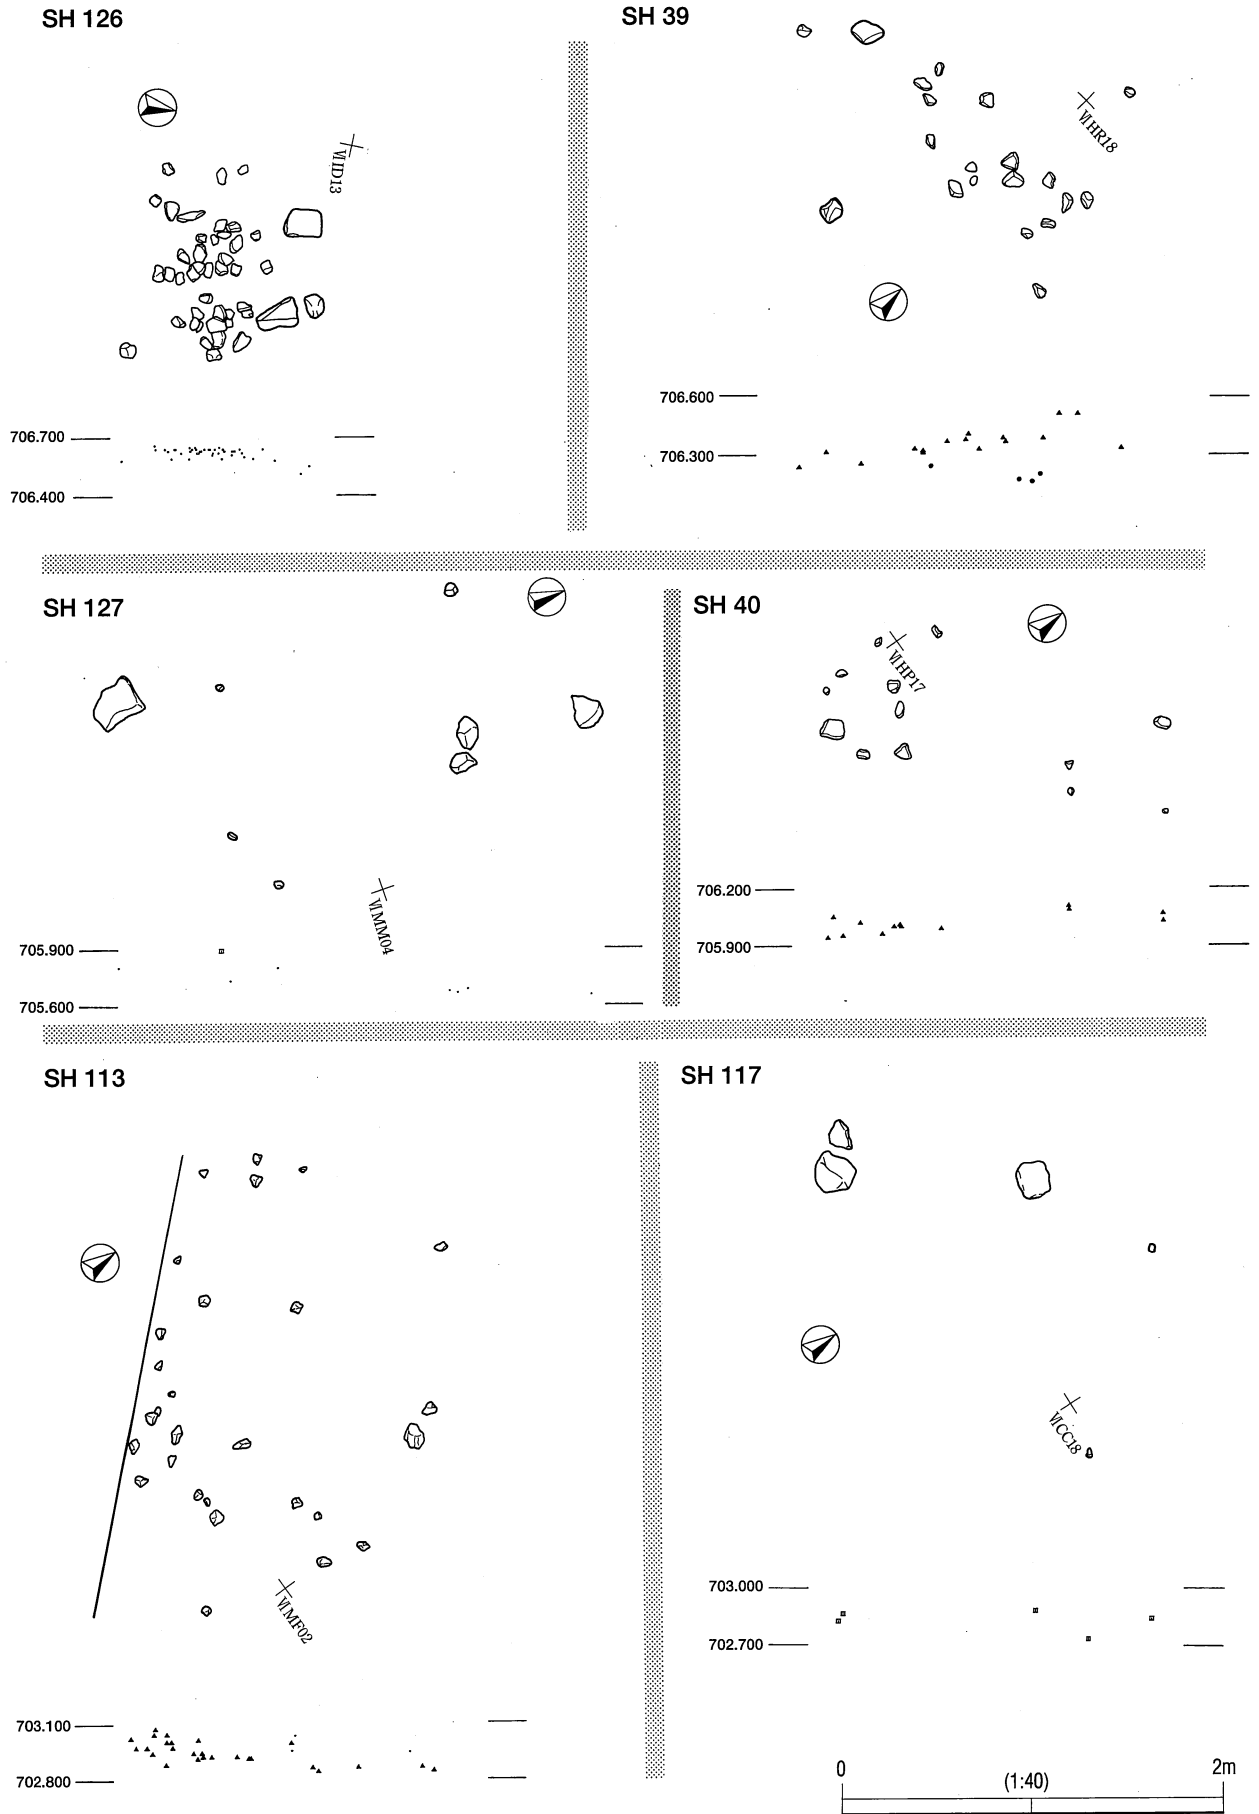 SH 126
ⅥID13
706.700
706.400
SH 39
ⅥHR18
706.600
706.300
SH 127
ⅥMM04
705.900
705.600
SH 40
ⅥHP17
706.200
705.900
SH 113
ⅥMF02
703.100
702.800
SH 117
ⅥCC18
703.000
702.700
0 (1:40) 2m